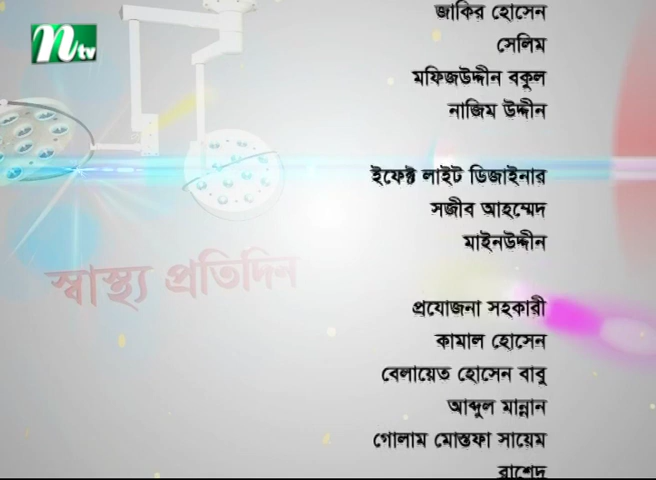 ntv
জাকির হোসেন
সেলিম
মফিজউদ্দীন বকুল
নাজিম উদ্দীন
ইফেক্ট লাইট ডিজাইনার
সজীব আহম্মেদ
মাইনউদ্দীন
স্বাস্থ্য প্রতিদিন
প্রযোজনা সহকারী
কামাল হোসেন
বেলায়েত হোসেন বাবু
আব্দুল মান্নান
গোলাম মোস্তফা সায়েম
রাশেদ